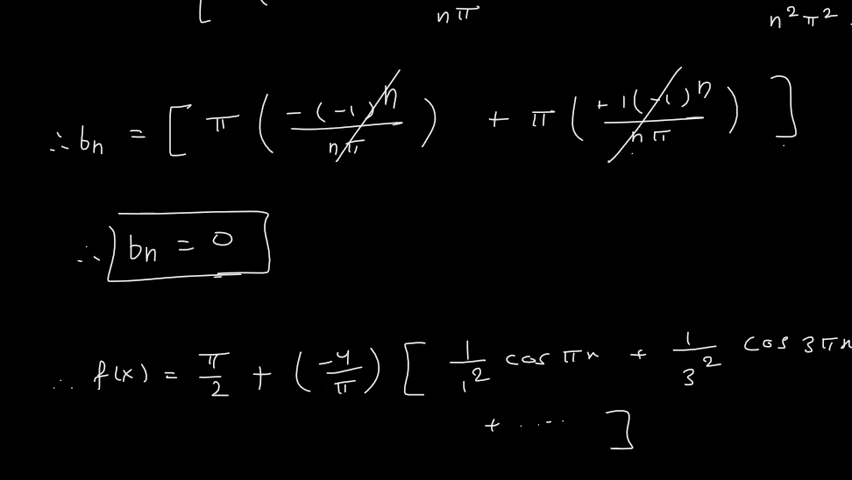 [ nπ n²π²
∴ bn = [ π ( -(-1)^n / nπ ) + π ( +1(-1)^n / nπ ) ]
∴ bn = 0
∴ f(x) = π/2 + ( -4/π ) [ 1/1² cos πx + 1/3² cos 3πx
+ ..... ]